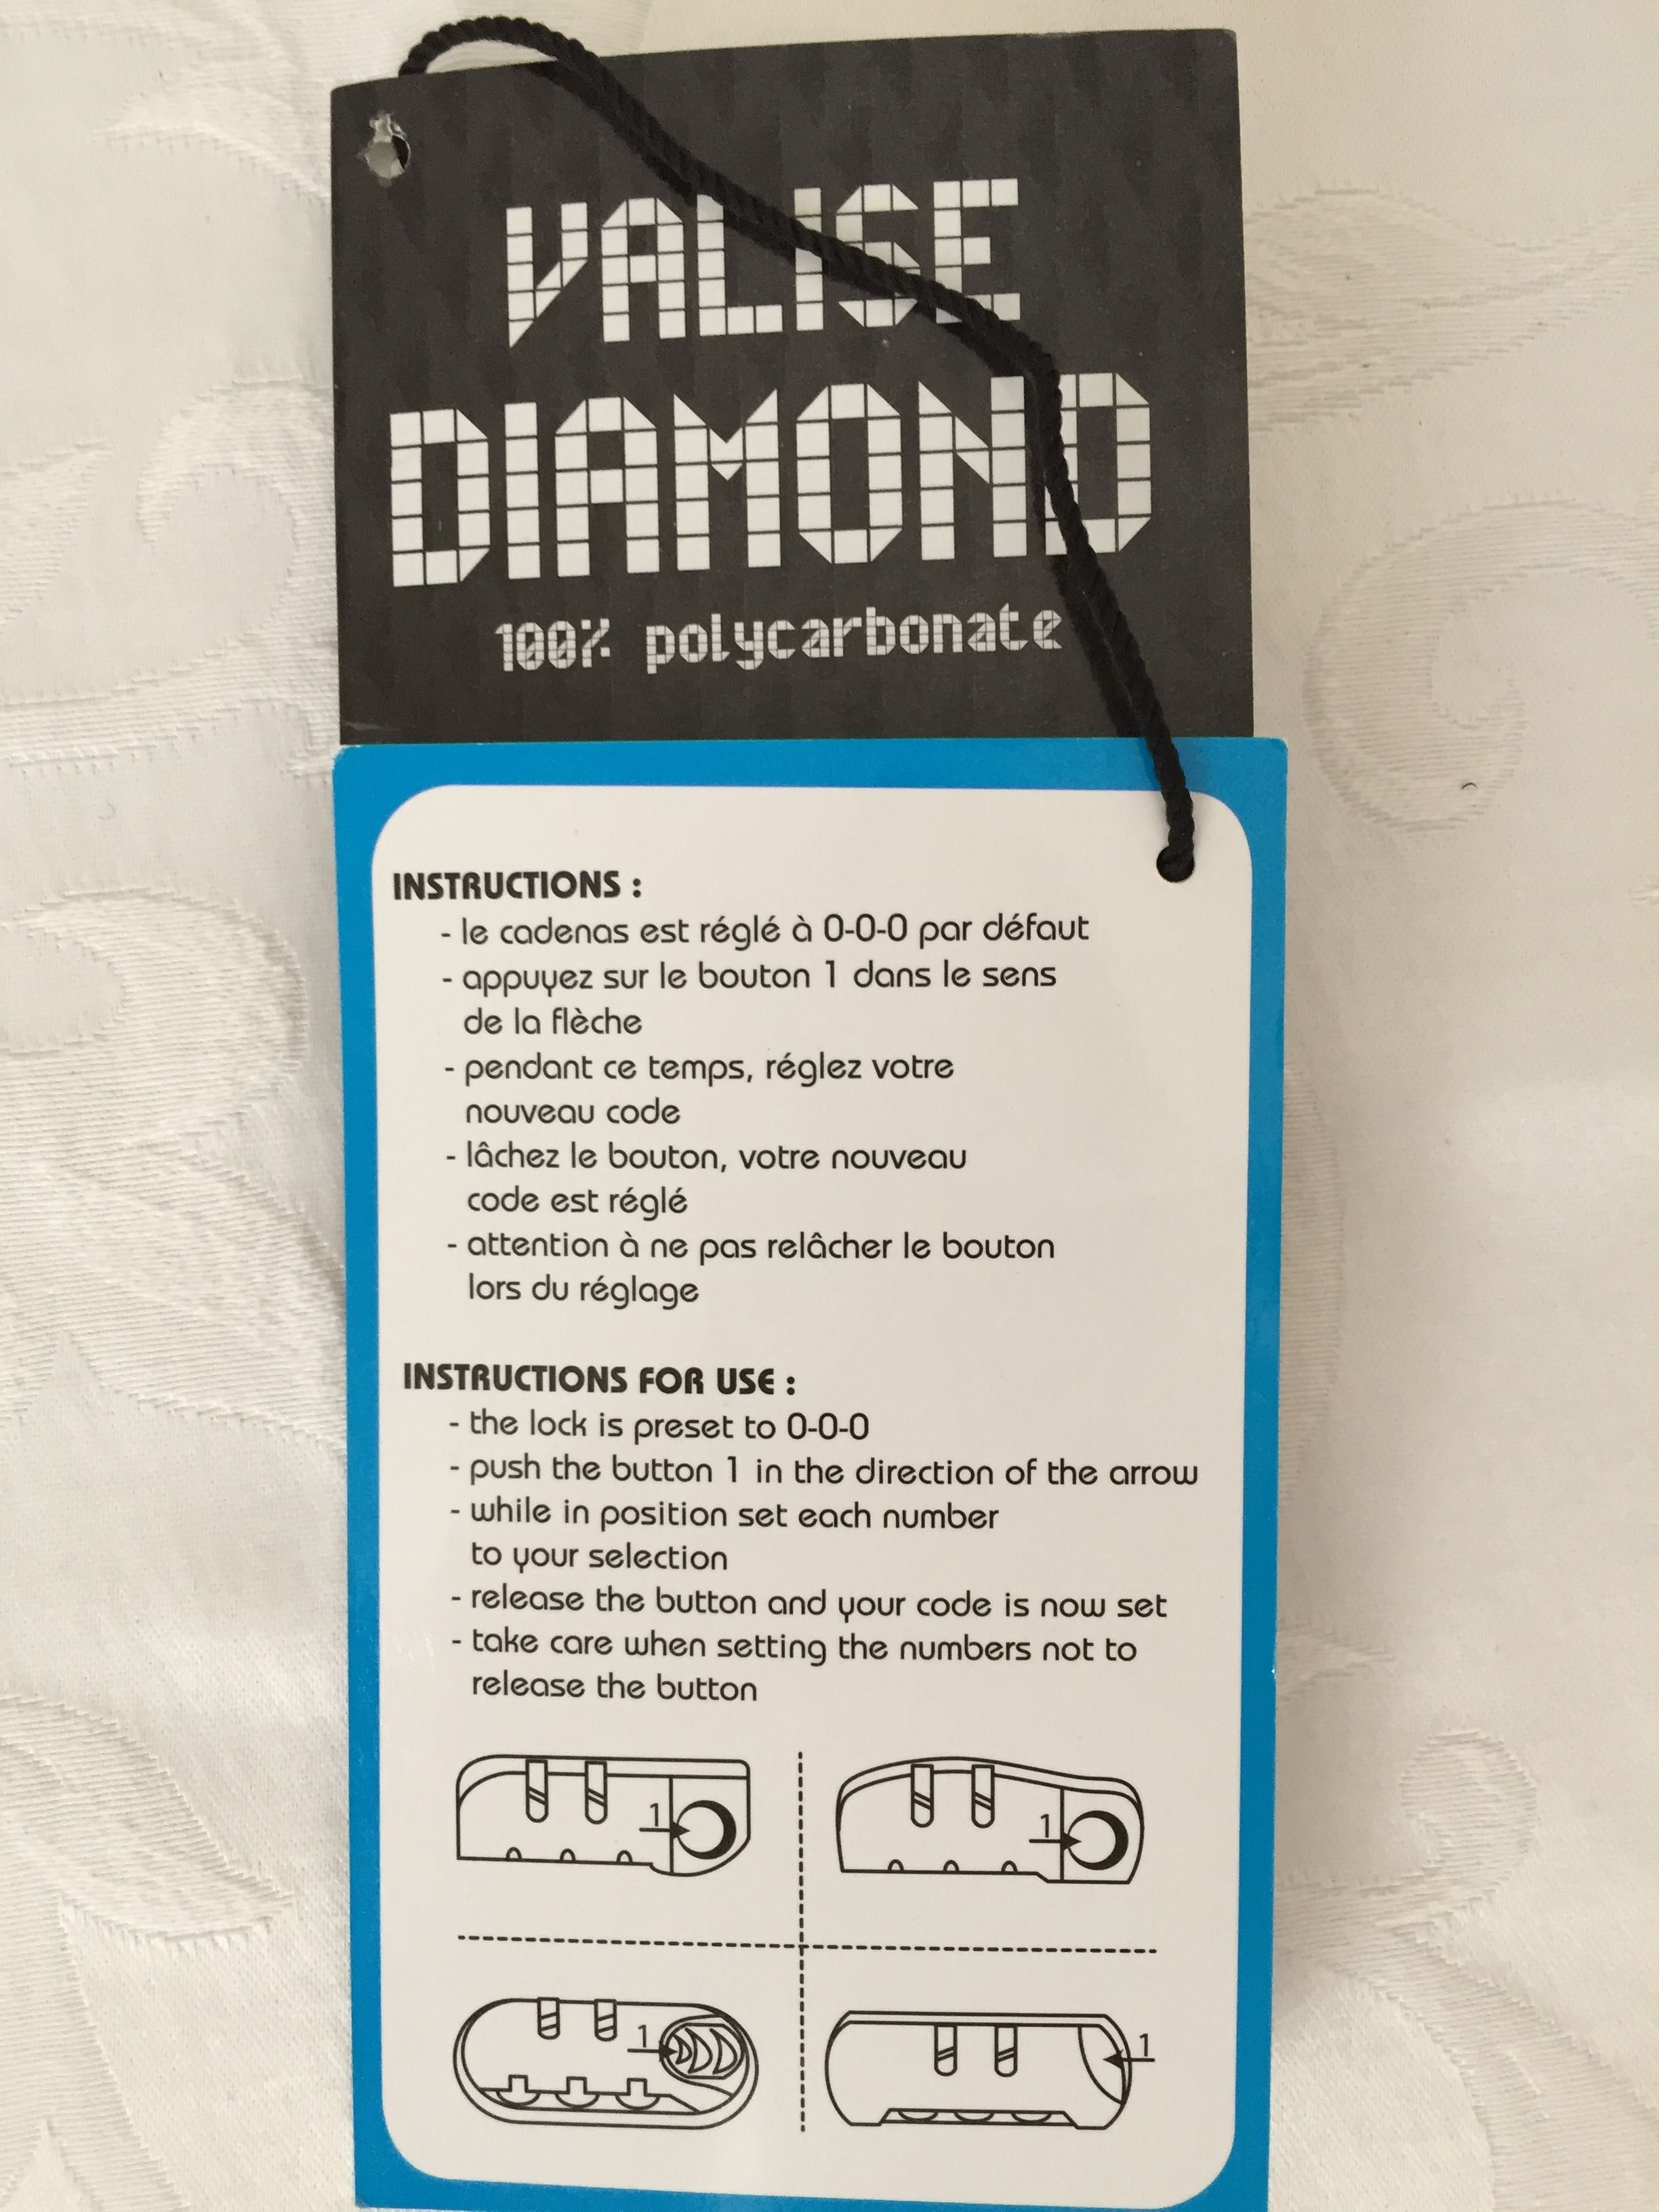 VALISE
DIAMOND
100% polycarbonate
INSTRUCTIONS :
- le cadenas est réglé à 0-0-0 par défaut
- appuyez sur le bouton 1 dans le sens
de la flèche
- pendant ce temps, réglez votre
nouveau code
- lâchez le bouton, votre nouveau
code est réglé
- attention à ne pas relâcher le bouton
lors du réglage
INSTRUCTIONS FOR USE :
- the lock is preset to 0-0-0
- push the button 1 in the direction of the arrow
- while in position set each number
to your selection
- release the button and your code is now set
- take care when setting the numbers not to
release the button
1
1
1
1